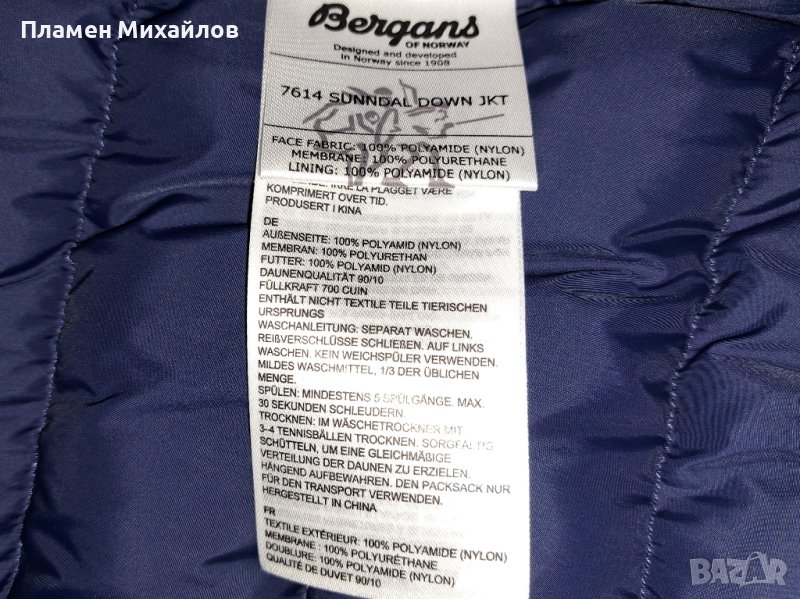 Пламен Михайлов
Bergans
OF NORWAY
Designed and developed
in Norway since 1908
7614 SUNNDAL DOWN JKT
FACE FABRIC: 100% POLYAMIDE (NYLON)
MEMBRANE: 100% POLYURETHANE
LINING: 100% POLYAMIDE (NYLON)
IKKE LA PLAGGET VÆRE
KOMPRIMERT OVER TID.
PRODUSERT I KINA
DE
AUßENSEITE: 100% POLYAMID (NYLON)
MEMBRAN: 100% POLYURETHAN
FUTTER: 100% POLYAMID (NYLON)
DAUNENQUALITÄT 90/10
FÜLLKRAFT 700 CUIN
ENTHÄLT NICHT TEXTILE TEILE TIERISCHEN
URSPRUNGS
WASCHANLEITUNG: SEPARAT WASCHEN.
REIßVERSCHLÜSSE SCHLIEßEN. AUF LINKS
WASCHEN. KEIN WEICHSPÜLER VERWENDEN.
MILDES WASCHMITTEL, 1/3 DER ÜBLICHEN
MENGE.
SPÜLEN: MINDESTENS 5 SPÜLGÄNGE. MAX.
30 SEKUNDEN SCHLEUDERN.
TROCKNEN: IM WÄSCHETROCKNER MIT
3–4 TENNISBÄLLEN TROCKNEN. SORGFÄLTIG
SCHÜTTELN, UM EINE GLEICHMÄßIGE
VERTEILUNG DER DAUNEN ZU ERZIELEN.
HÄNGEND AUFBEWAHREN. DEN PACKSACK NUR
FÜR DEN TRANSPORT VERWENDEN.
HERGESTELLT IN CHINA
FR
TEXTILE EXTÉRIEUR: 100% POLYAMIDE (NYLON)
MEMBRANE : 100% POLYURÉTHANE
DOUBLURE: 100% POLYAMIDE (NYLON)
QUALITÉ DE DUVET 90/10
BAZAR